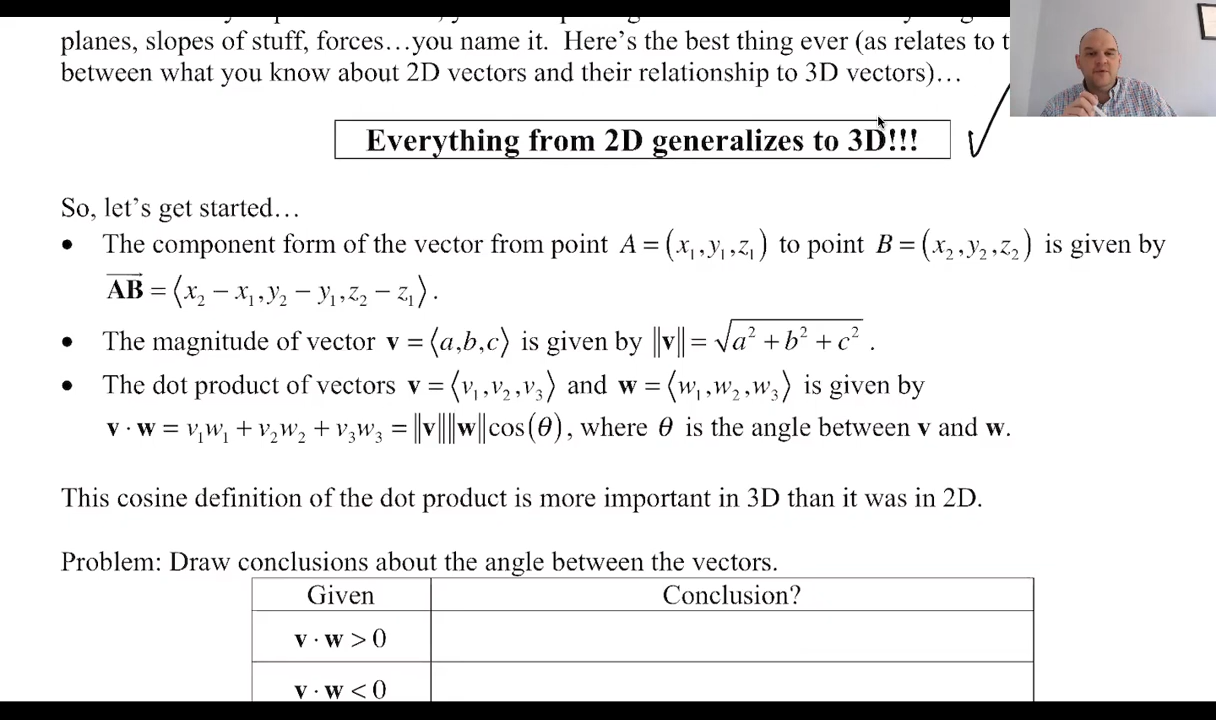 planes, slopes of stuff, forces…you name it. Here's the best thing ever (as relates to t
between what you know about 2D vectors and their relationship to 3D vectors)…
Everything from 2D generalizes to 3D!!!
So, let's get started…
• The component form of the vector from point A = (x₁, y₁, z₁) to point B = (x₂, y₂, z₂) is given by
AB = ⟨x₂ − x₁, y₂ − y₁, z₂ − z₁⟩.
• The magnitude of vector v = ⟨a,b,c⟩ is given by ‖v‖ = √(a² + b² + c²).
• The dot product of vectors v = ⟨v₁, v₂, v₃⟩ and w = ⟨w₁, w₂, w₃⟩ is given by
v · w = v₁w₁ + v₂w₂ + v₃w₃ = ‖v‖‖w‖cos(θ), where θ is the angle between v and w.
This cosine definition of the dot product is more important in 3D than it was in 2D.
Problem: Draw conclusions about the angle between the vectors.
Given Conclusion?
v · w > 0
v · w < 0